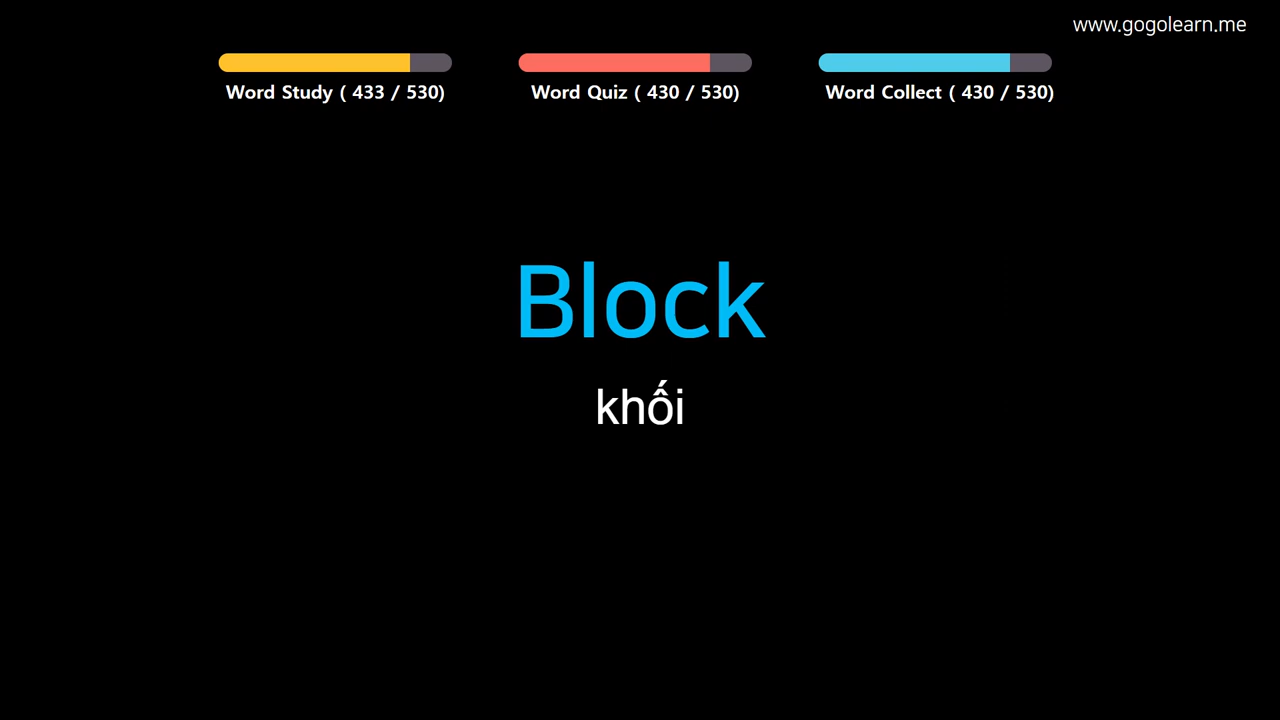 www.gogolearn.me
Word Study ( 433 / 530)
Word Quiz ( 430 / 530)
Word Collect ( 430 / 530)
Block
khối